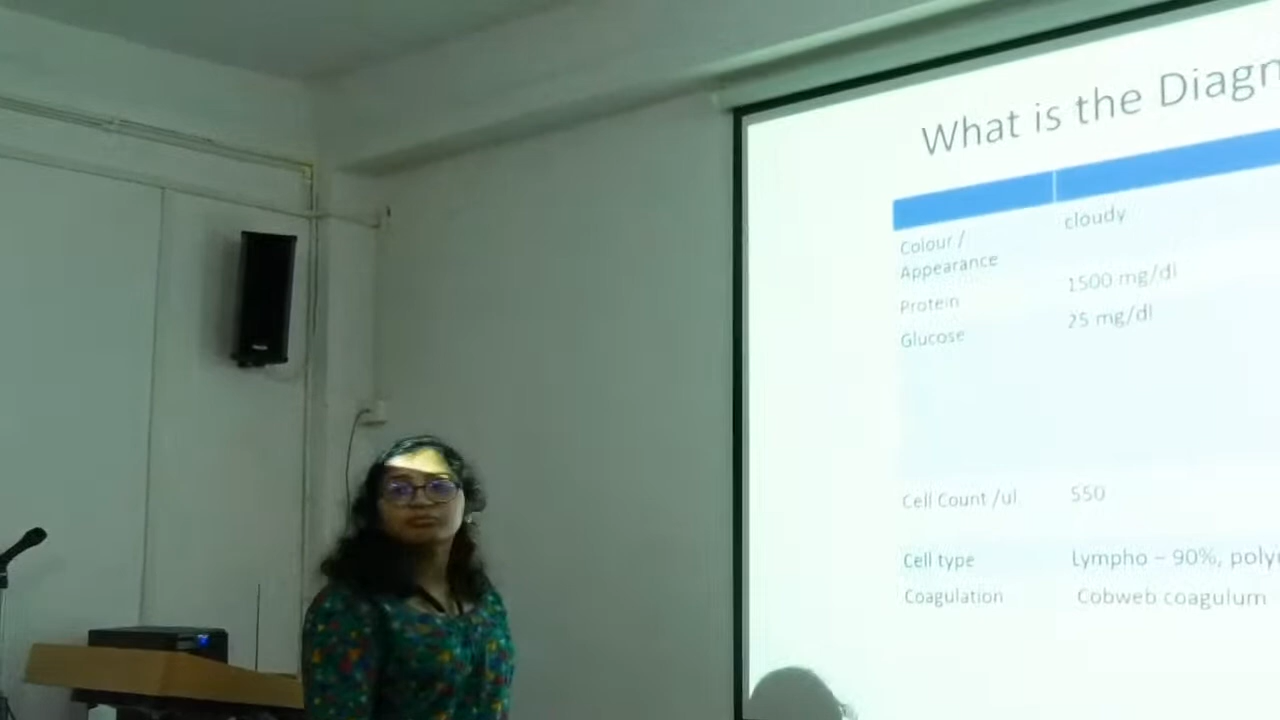 What is the Diagn
cloudy
Colour /
Appearance
Protein 1500 mg/dl
Glucose 25 mg/dl
Cell Count /ul 550
Cell type Lympho – 90%, poly
Coagulation Cobweb coagulum